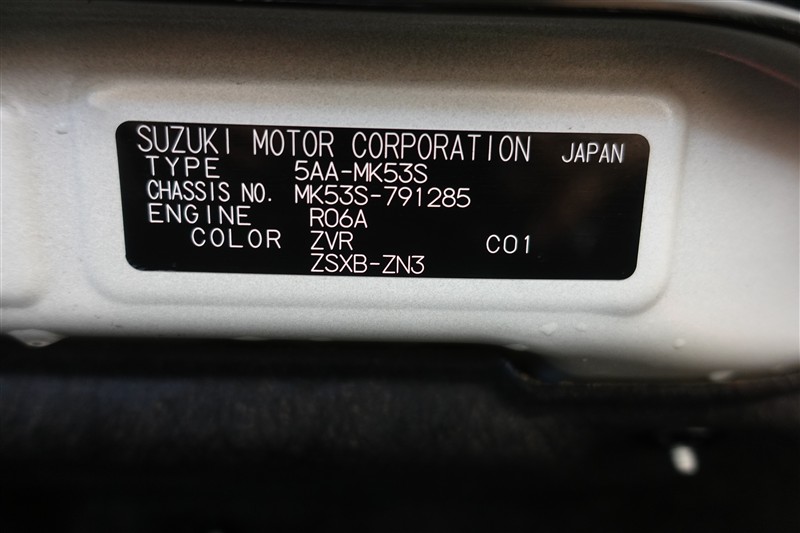 SUZUKI MOTOR CORPORATION JAPAN
TYPE 5AA-MK53S
CHASSIS NO. MK53S-791285
ENGINE R06A
COLOR ZVR C01
ZSXB-ZN3